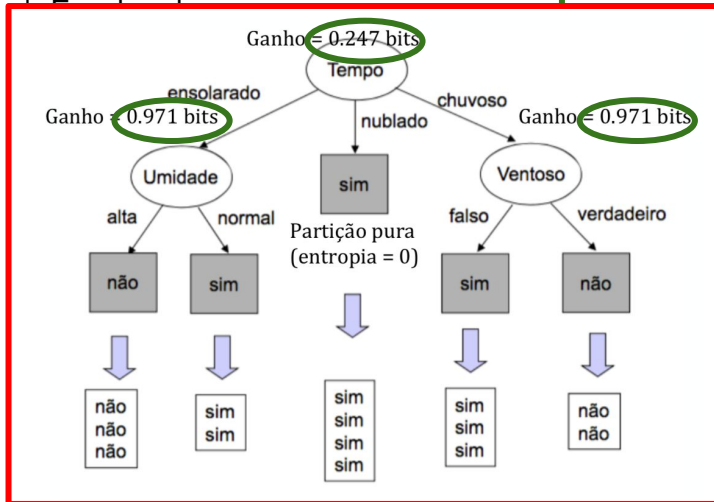 Ganho = 0.247 bits
Tempo
ensolarado
nublado
chuvoso
Ganho = 0.971 bits
Ganho = 0.971 bits
Umidade
sim
Ventoso
alta
normal
Partição pura
(entropia = 0)
falso
verdadeiro
não
sim
sim
não
não
não
não
sim
sim
sim
sim
sim
sim
sim
sim
sim
não
não